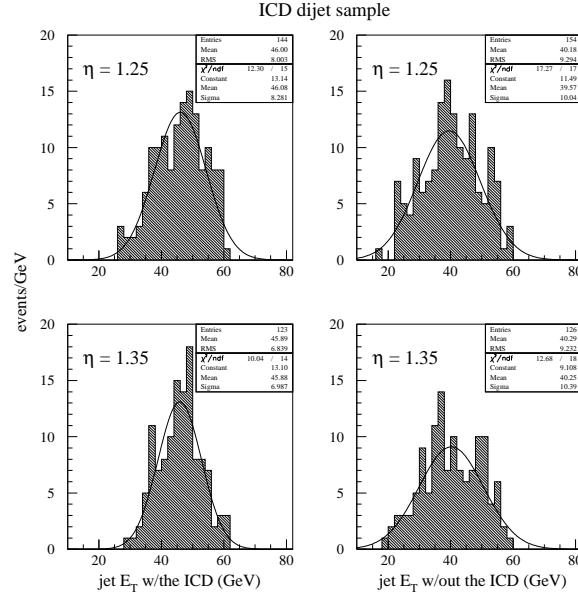 ICD dijet sample
events/GeV
η = 1.25
Entries 144
Mean 46.00
RMS 8.003
χ²/ndf 12.30 / 15
Constant 13.14
Mean 46.08
Sigma 8.281
0
5
10
15
20
20 40 60 80
η = 1.25
Entries 154
Mean 40.18
RMS 9.294
χ²/ndf 17.27 / 17
Constant 11.49
Mean 39.57
Sigma 10.04
0
5
10
15
20
20 40 60 80
η = 1.35
Entries 123
Mean 45.89
RMS 6.839
χ²/ndf 10.04 / 14
Constant 13.10
Mean 45.88
Sigma 6.987
0
5
10
15
20
20 40 60 80
jet E_T w/the ICD (GeV)
η = 1.35
Entries 126
Mean 40.29
RMS 9.232
χ²/ndf 12.68 / 18
Constant 9.108
Mean 40.25
Sigma 10.39
0
5
10
15
20
20 40 60 80
jet E_T w/out the ICD (GeV)